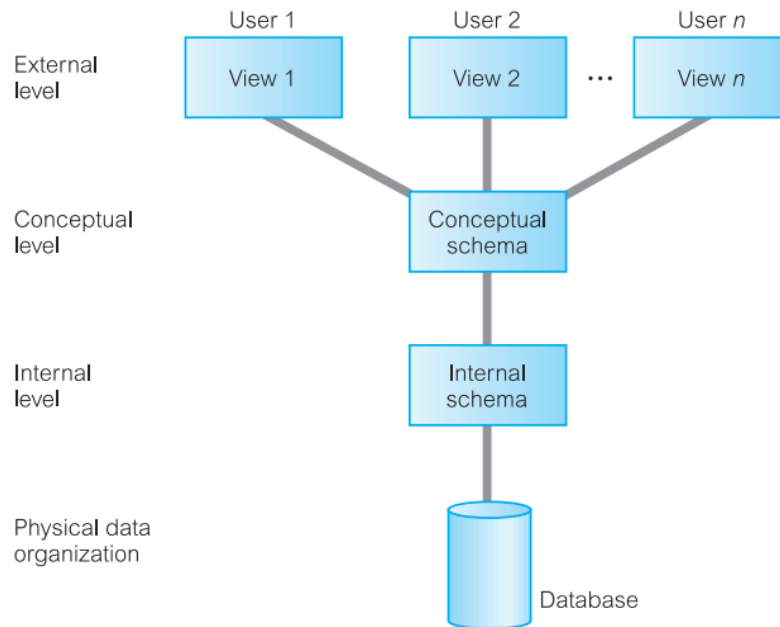 User 1
User 2
User n
External
level
View 1
View 2
...
View n
Conceptual
level
Conceptual
schema
Internal
level
Internal
schema
Physical data
organization
Database